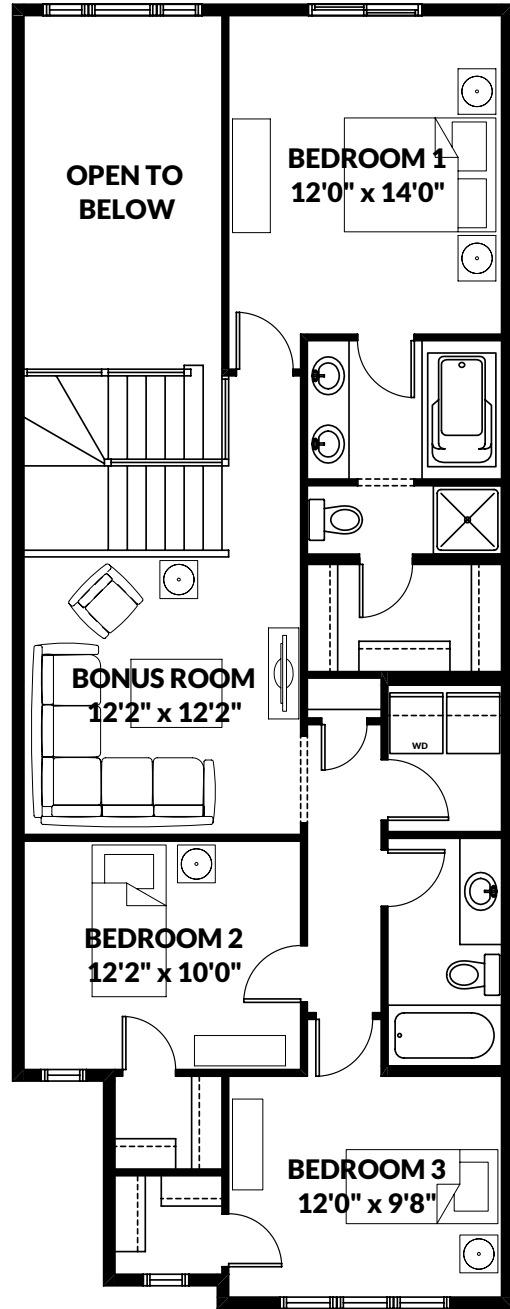 OPEN TO
BELOW
BEDROOM 1
12'0" x 14'0"
BONUS ROOM
12'2" x 12'2"
WD
BEDROOM 2
12'2" x 10'0"
BEDROOM 3
12'0" x 9'8"